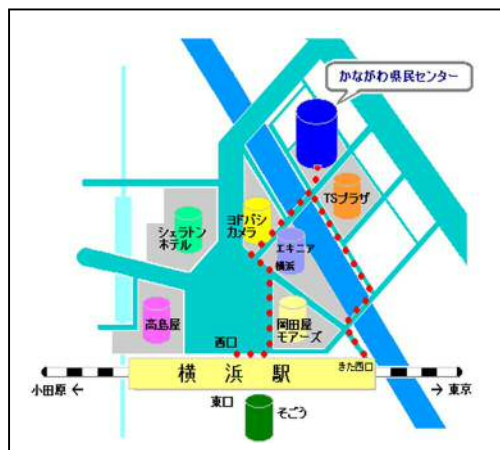 かながわ県民センター
TSプラザ
ヨドバシ
カメラ
シェラトン
ホテル
エキニア
横浜
高島屋
岡田屋
モアーズ
西口
きた西口
横浜駅
小田原 ←
→ 東京
東口
そごう